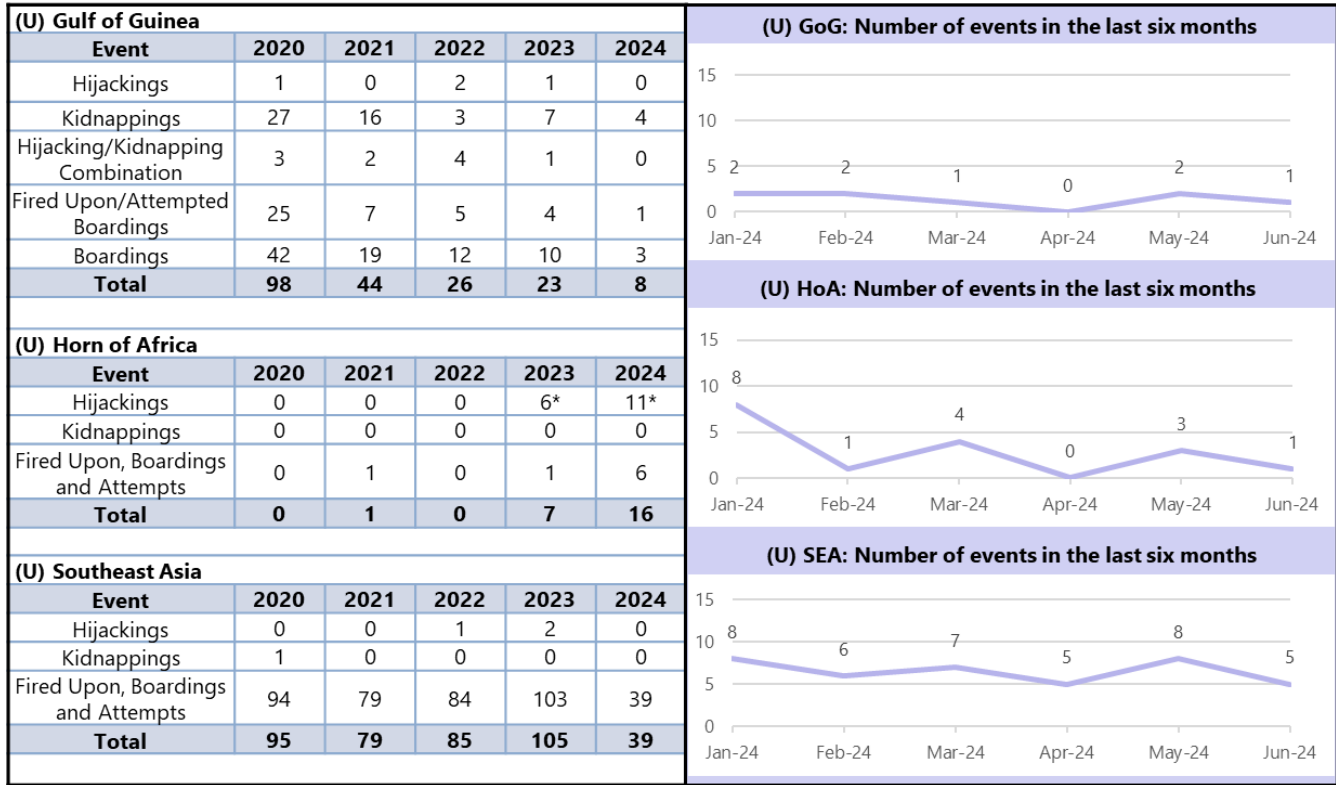 (U) Gulf of Guinea
Event 2020 2021 2022 2023 2024
Hijackings 1 0 2 1 0
Kidnappings 27 16 3 7 4
Hijacking/Kidnapping
Combination 3 2 4 1 0
Fired Upon/Attempted
Boardings 25 7 5 4 1
Boardings 42 19 12 10 3
Total 98 44 26 23 8
(U) Horn of Africa
Event 2020 2021 2022 2023 2024
Hijackings 0 0 0 6* 11*
Kidnappings 0 0 0 0 0
Fired Upon, Boardings
and Attempts 0 1 0 1 6
Total 0 1 0 7 16
(U) Southeast Asia
Event 2020 2021 2022 2023 2024
Hijackings 0 0 1 2 0
Kidnappings 1 0 0 0 0
Fired Upon, Boardings
and Attempts 94 79 84 103 39
Total 95 79 85 105 39
(U) GoG: Number of events in the last six months
15
10
5
0
2 2 1 0 2 1
Jan-24 Feb-24 Mar-24 Apr-24 May-24 Jun-24
(U) HoA: Number of events in the last six months
15
10
5
0
8 1 4 0 3 1
Jan-24 Feb-24 Mar-24 Apr-24 May-24 Jun-24
(U) SEA: Number of events in the last six months
15
10
5
0
8 6 7 5 8 5
Jan-24 Feb-24 Mar-24 Apr-24 May-24 Jun-24